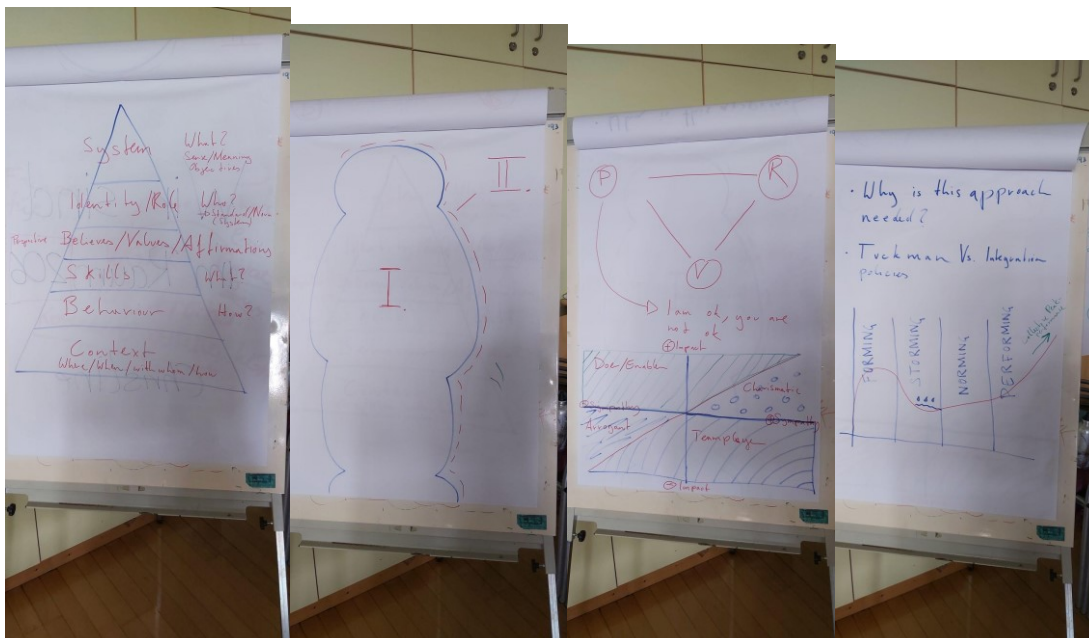 System
What?
Sense/Meaning
Identity/Role
Who?
(System)
Believes/Values/Affirmations
Skills
What?
Behaviour
How?
Context
Where/When/with whom/how
II.
I.
P
R
V
I am ok, you are
not ok
⊕Impact
Doer/Enabler
Charismatic
⊖Sympathy
⊕Sympathy
Arrogant
Teamplayer
⊖Impact
· Why is this approach
needed?
· Tuckman Vs. Integration
policies
FORMING
STORMING
NORMING
PERFORMING